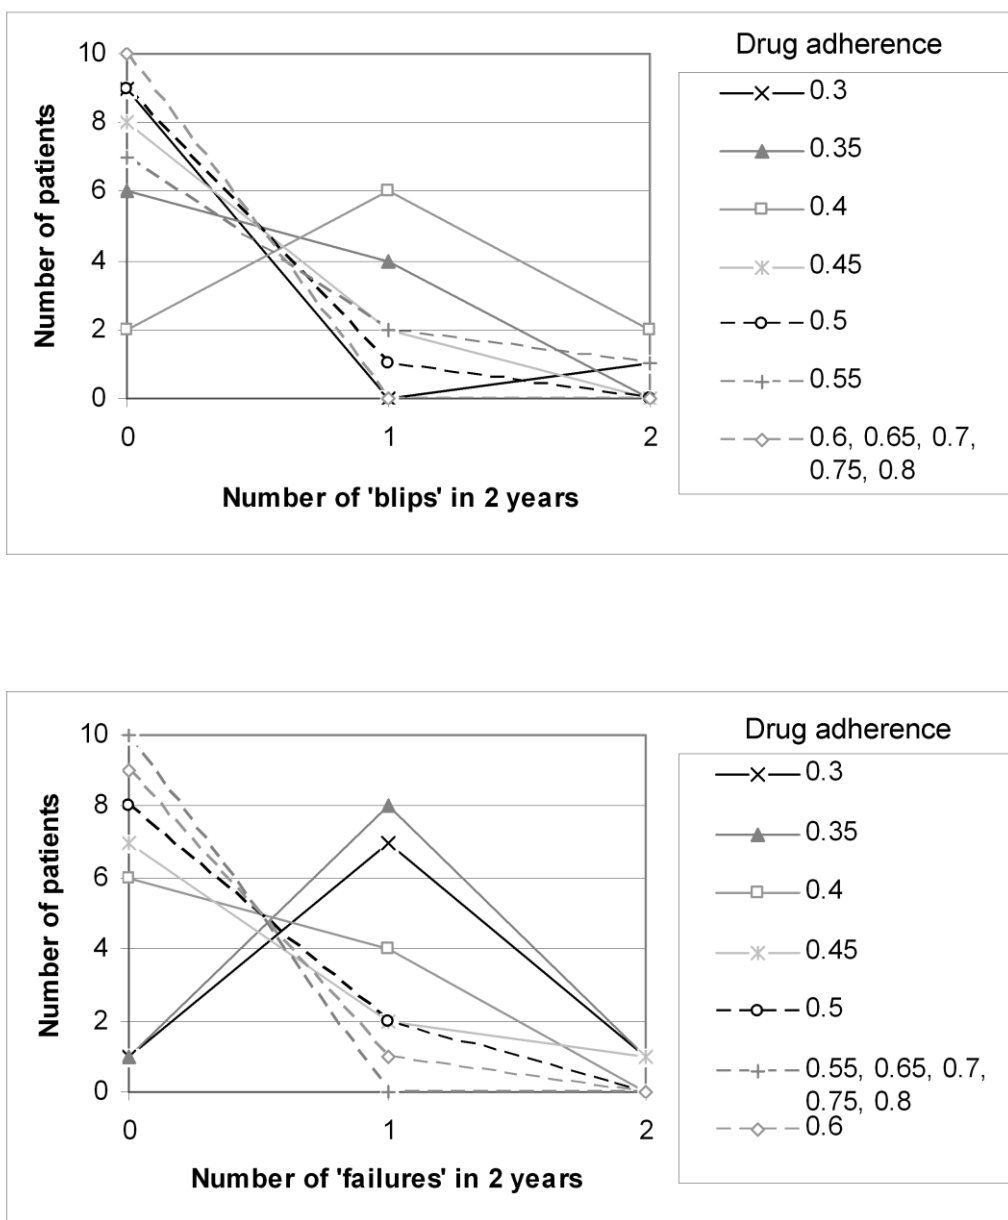 Drug adherence
10
8
6
4
2
0
Number of patients
0 1 2
Number of 'blips' in 2 years
0.3
0.35
0.4
0.45
0.5
0.55
0.6, 0.65, 0.7,
0.75, 0.8
Drug adherence
10
8
6
4
2
0
Number of patients
0 1 2
Number of 'failures' in 2 years
0.3
0.35
0.4
0.45
0.5
0.55, 0.65, 0.7,
0.75, 0.8
0.6